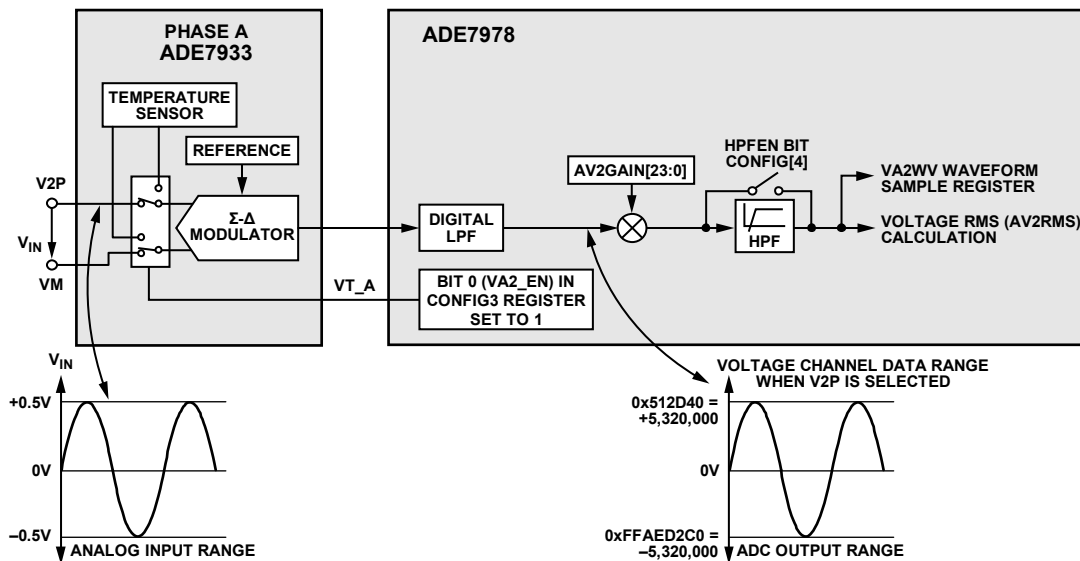 PHASE A
ADE7933
ADE7978
TEMPERATURE
SENSOR
REFERENCE
V2P
VIN
VM
Σ-Δ
MODULATOR
VT_A
DIGITAL
LPF
AV2GAIN[23:0]
HPFEN BIT
CONFIG[4]
HPF
VA2WV WAVEFORM
SAMPLE REGISTER
VOLTAGE RMS (AV2RMS)
CALCULATION
BIT 0 (VA2_EN) IN
CONFIG3 REGISTER
SET TO 1
VIN
+0.5V
0V
–0.5V
ANALOG INPUT RANGE
VOLTAGE CHANNEL DATA RANGE
WHEN V2P IS SELECTED
0x512D40 =
+5,320,000
0V
0xFFAED2C0 =
–5,320,000
ADC OUTPUT RANGE